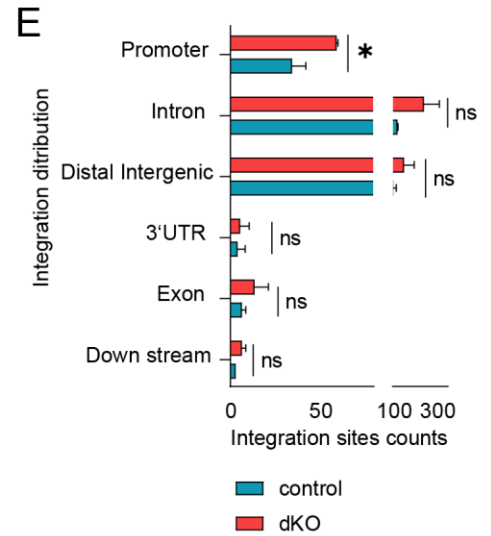 E
Integration ditribution
Promoter
*
Intron
ns
Distal Intergenic
ns
3‘UTR
ns
Exon
ns
Down stream
ns
0 50 100 300
Integration sites counts
control
dKO